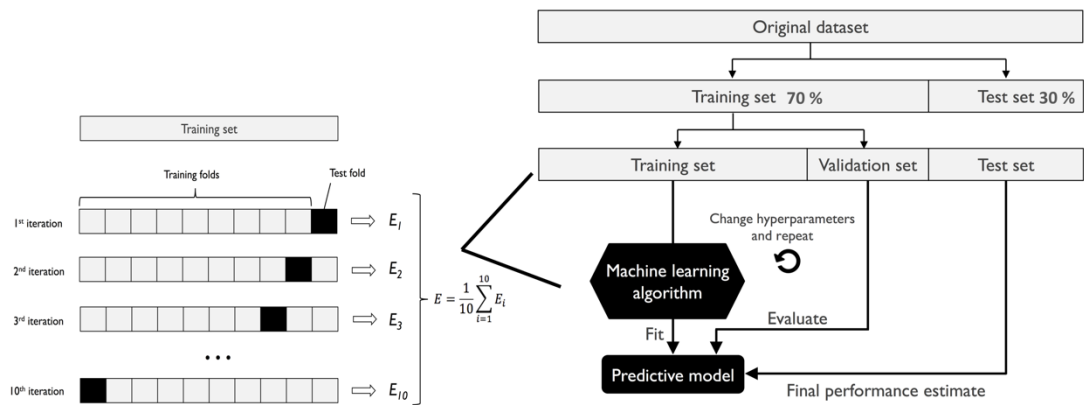 Training set
Training folds
Test fold
1st iteration
E1
2nd iteration
E2
3rd iteration
E3
...
10th iteration
E10
E = 1/10 ∑ i=1 10 Ei
Original dataset
Training set 70 %
Test set 30 %
Training set
Validation set
Test set
Change hyperparameters
and repeat
Machine learning
algorithm
Fit
Evaluate
Predictive model
Final performance estimate